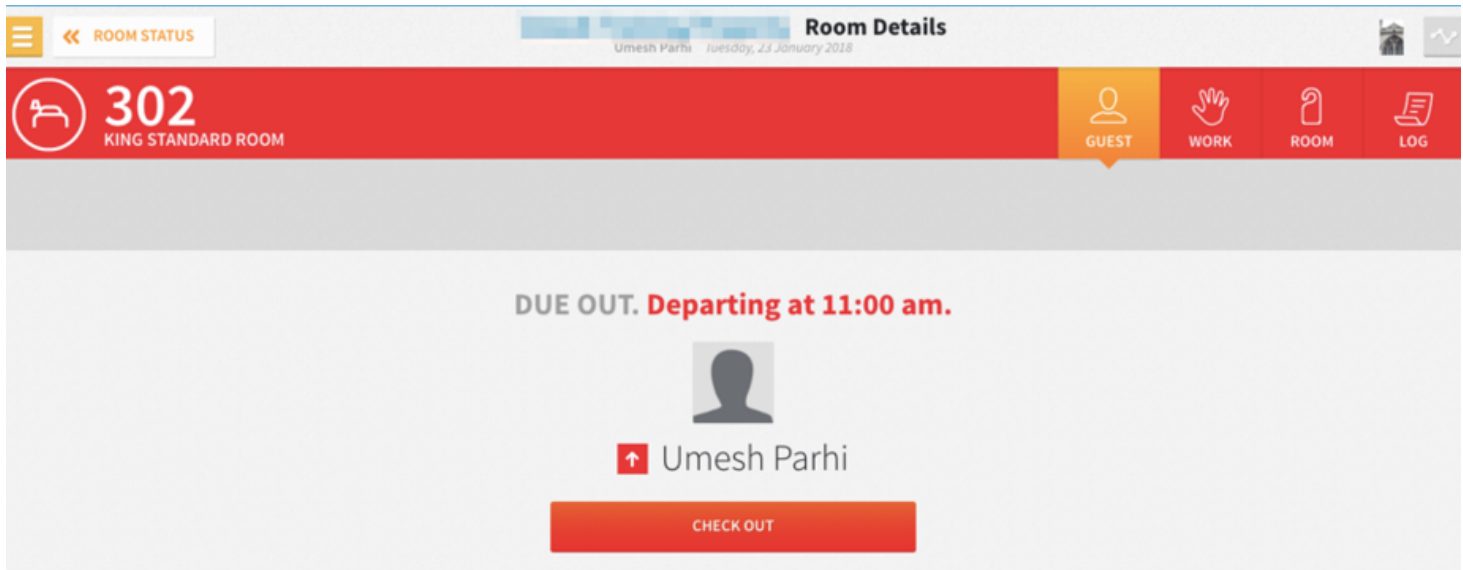 ROOM STATUS
Room Details
Umesh Parhi Tuesday, 23 January 2018
302
KING STANDARD ROOM
GUEST
WORK
ROOM
LOG
DUE OUT. Departing at 11:00 am.
Umesh Parhi
CHECK OUT